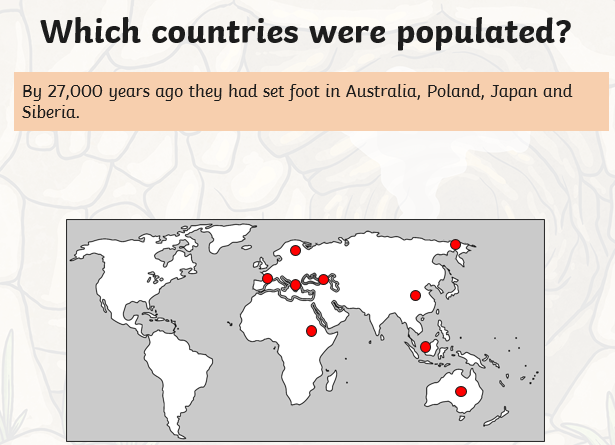 Which countries were populated?
By 27,000 years ago they had set foot in Australia, Poland, Japan and
Siberia.